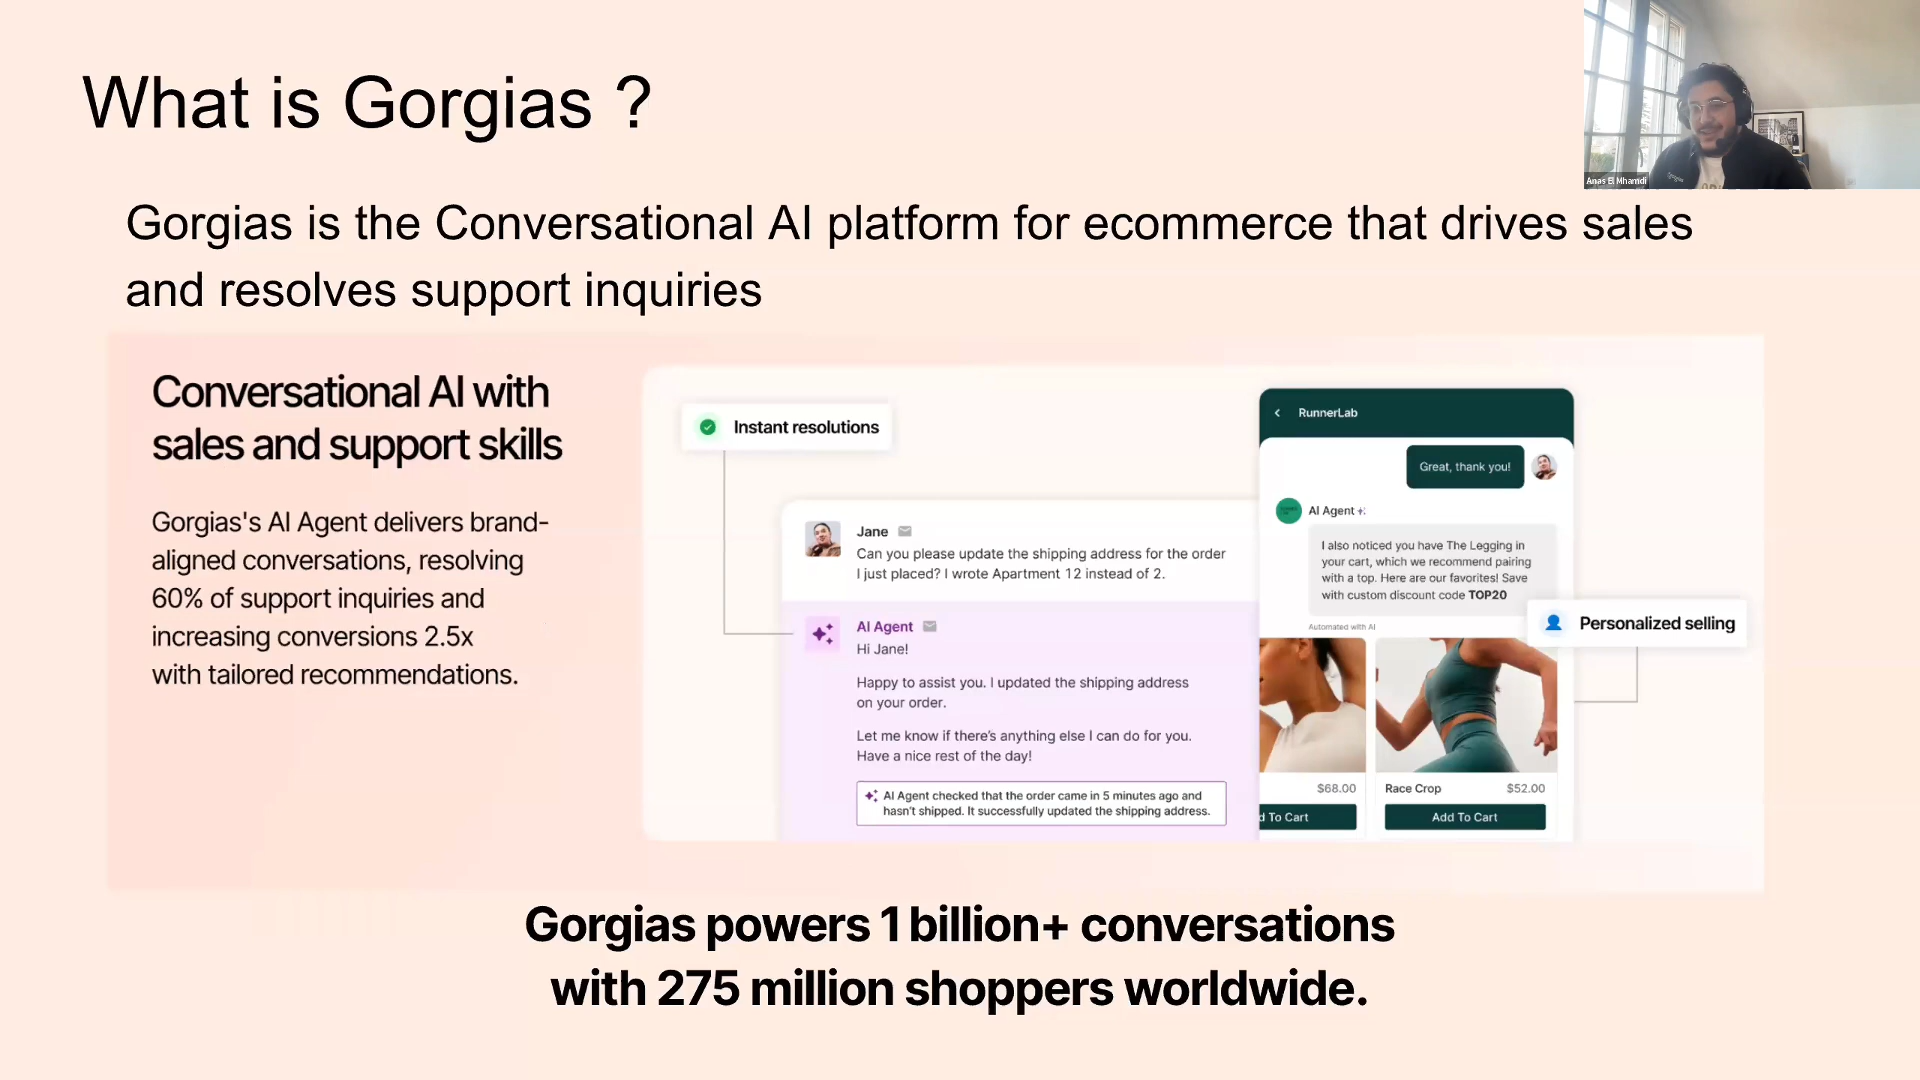 What is Gorgias ?
Anas El Mhamdi
Gorgias is the Conversational AI platform for ecommerce that drives sales
and resolves support inquiries
Conversational AI with
sales and support skills
Gorgias's AI Agent delivers brand-
aligned conversations, resolving
60% of support inquiries and
increasing conversions 2.5x
with tailored recommendations.
Instant resolutions
Jane
Can you please update the shipping address for the order
I just placed? I wrote Apartment 12 instead of 2.
AI Agent
Hi Jane!
Happy to assist you. I updated the shipping address
on your order.
Let me know if there's anything else I can do for you.
Have a nice rest of the day!
AI Agent checked that the order came in 5 minutes ago and
hasn't shipped. It successfully updated the shipping address.
RunnerLab
Great, thank you!
AI Agent
I also noticed you have The Legging in
your cart, which we recommend pairing
with a top. Here are our favorites! Save
with custom discount code TOP20
Automated with AI
Personalized selling
$68.00
d To Cart
Race Crop $52.00
Add To Cart
Gorgias powers 1 billion+ conversations
with 275 million shoppers worldwide.